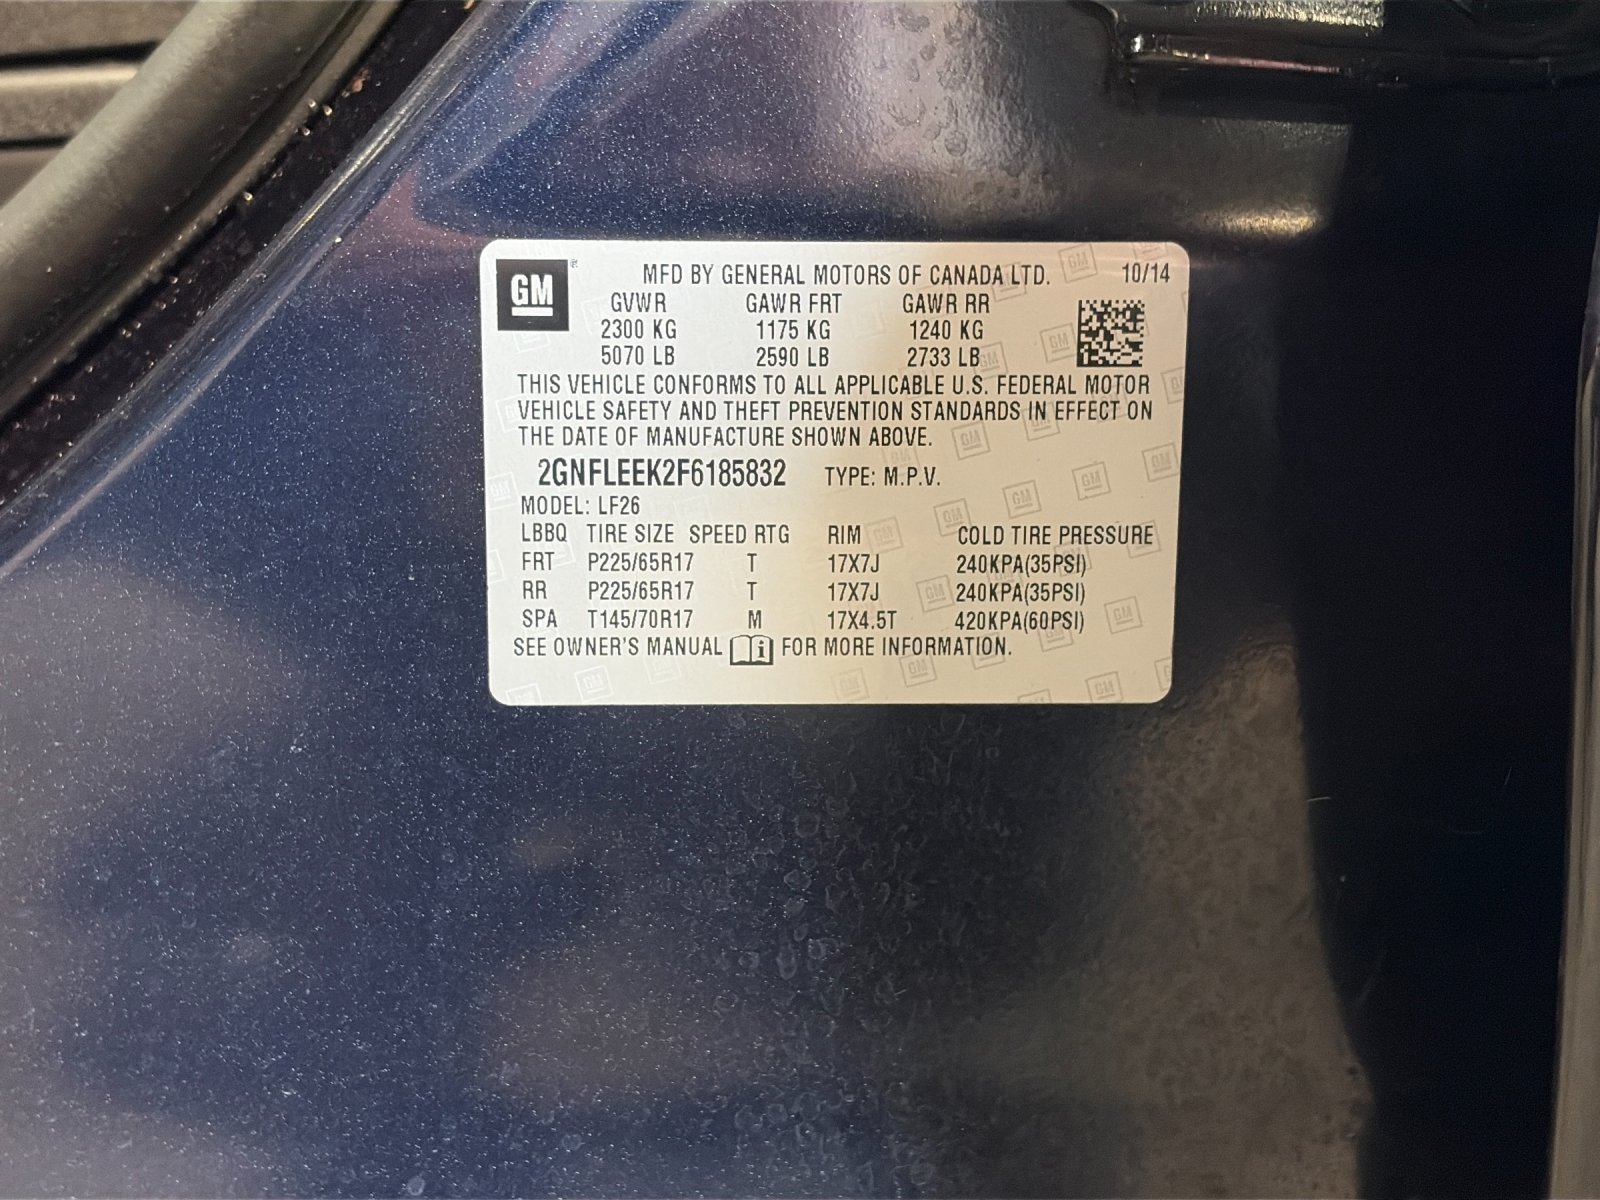 GM
MFD BY GENERAL MOTORS OF CANADA LTD. 10/14
GVWR GAWR FRT GAWR RR
2300 KG 1175 KG 1240 KG
5070 LB 2590 LB 2733 LB
THIS VEHICLE CONFORMS TO ALL APPLICABLE U.S. FEDERAL MOTOR
VEHICLE SAFETY AND THEFT PREVENTION STANDARDS IN EFFECT ON
THE DATE OF MANUFACTURE SHOWN ABOVE.
2GNFLEEK2F6185832 TYPE: M.P.V.
MODEL: LF26
LBBQ TIRE SIZE SPEED RTG RIM COLD TIRE PRESSURE
FRT P225/65R17 T 17X7J 240KPA(35PSI)
RR P225/65R17 T 17X7J 240KPA(35PSI)
SPA T145/70R17 M 17X4.5T 420KPA(60PSI)
SEE OWNER'S MANUAL i FOR MORE INFORMATION.